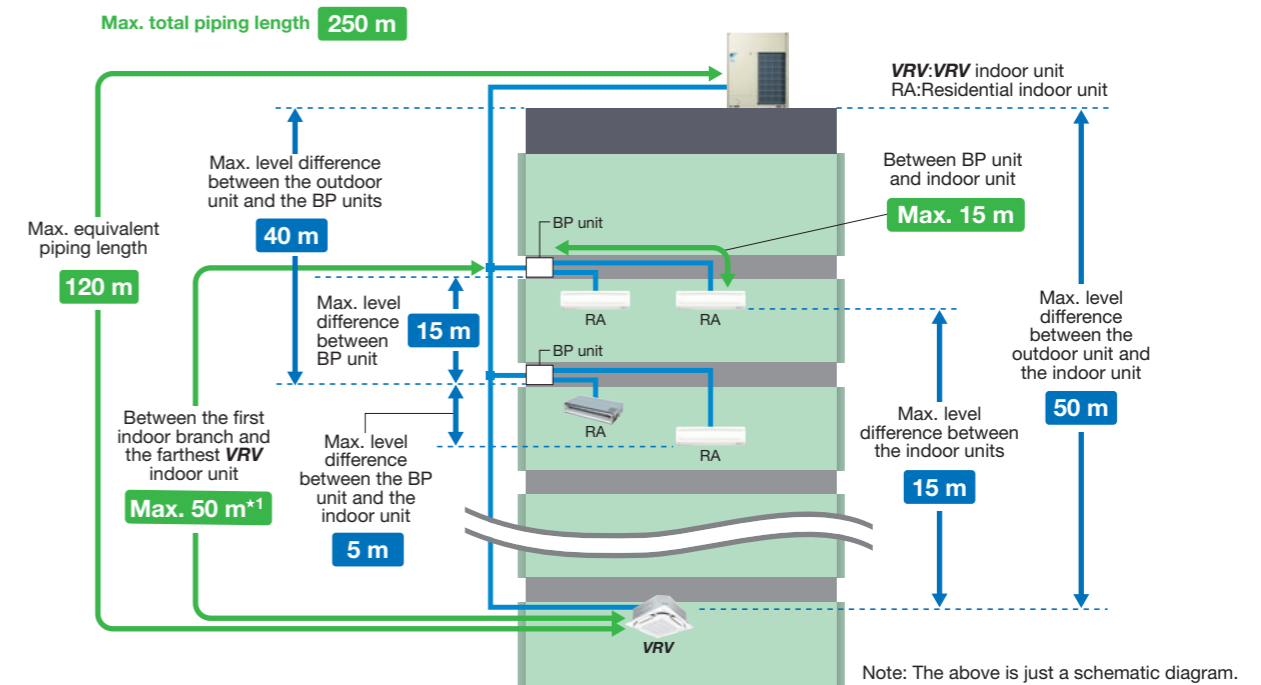 Max. total piping length 250 m
VRV:VRV indoor unit
RA:Residential indoor unit
Max. level difference
between the outdoor
unit and the BP units
40 m
Between BP unit
and indoor unit
Max. 15 m
Max. equivalent
piping length
120 m
BP unit
Max. level
difference
between
BP unit
15 m
RA
RA
Max. level
difference
between the
outdoor unit and
the indoor unit
50 m
BP unit
RA
RA
Between the first
indoor branch and
the farthest VRV
indoor unit
Max. 50 m*1
Max. level
difference
between the BP
unit and the
indoor unit
5 m
Max. level
difference between
the indoor units
15 m
VRV
Note: The above is just a schematic diagram.